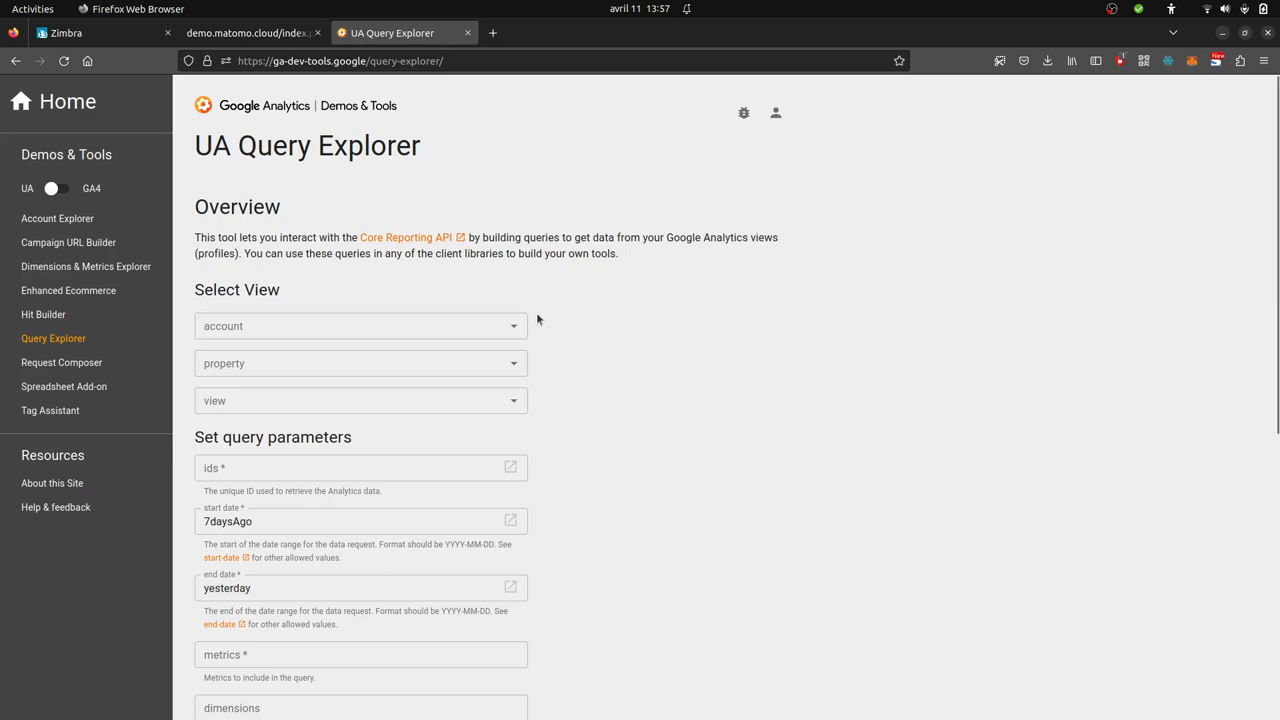 Activities
Firefox Web Browser
avril 11 13:57
Zimbra
demo.matomo.cloud/index.
UA Query Explorer
https://ga-dev-tools.google/query-explorer/
1
New
Home
Demos & Tools
UA
GA4
Account Explorer
Campaign URL Builder
Dimensions & Metrics Explorer
Enhanced Ecommerce
Hit Builder
Query Explorer
Request Composer
Spreadsheet Add-on
Tag Assistant
Resources
About this Site
Help & feedback
Google Analytics | Demos & Tools
UA Query Explorer
Overview
This tool lets you interact with the Core Reporting API by building queries to get data from your Google Analytics views
(profiles). You can use these queries in any of the client libraries to build your own tools.
Select View
account
property
view
Set query parameters
ids *
The unique ID used to retrieve the Analytics data.
start date *
7daysAgo
The start of the date range for the data request. Format should be YYYY-MM-DD. See
start-date for other allowed values.
end date *
yesterday
The end of the date range for the data request. Format should be YYYY-MM-DD. See
end-date for other allowed values.
metrics *
Metrics to include in the query.
dimensions